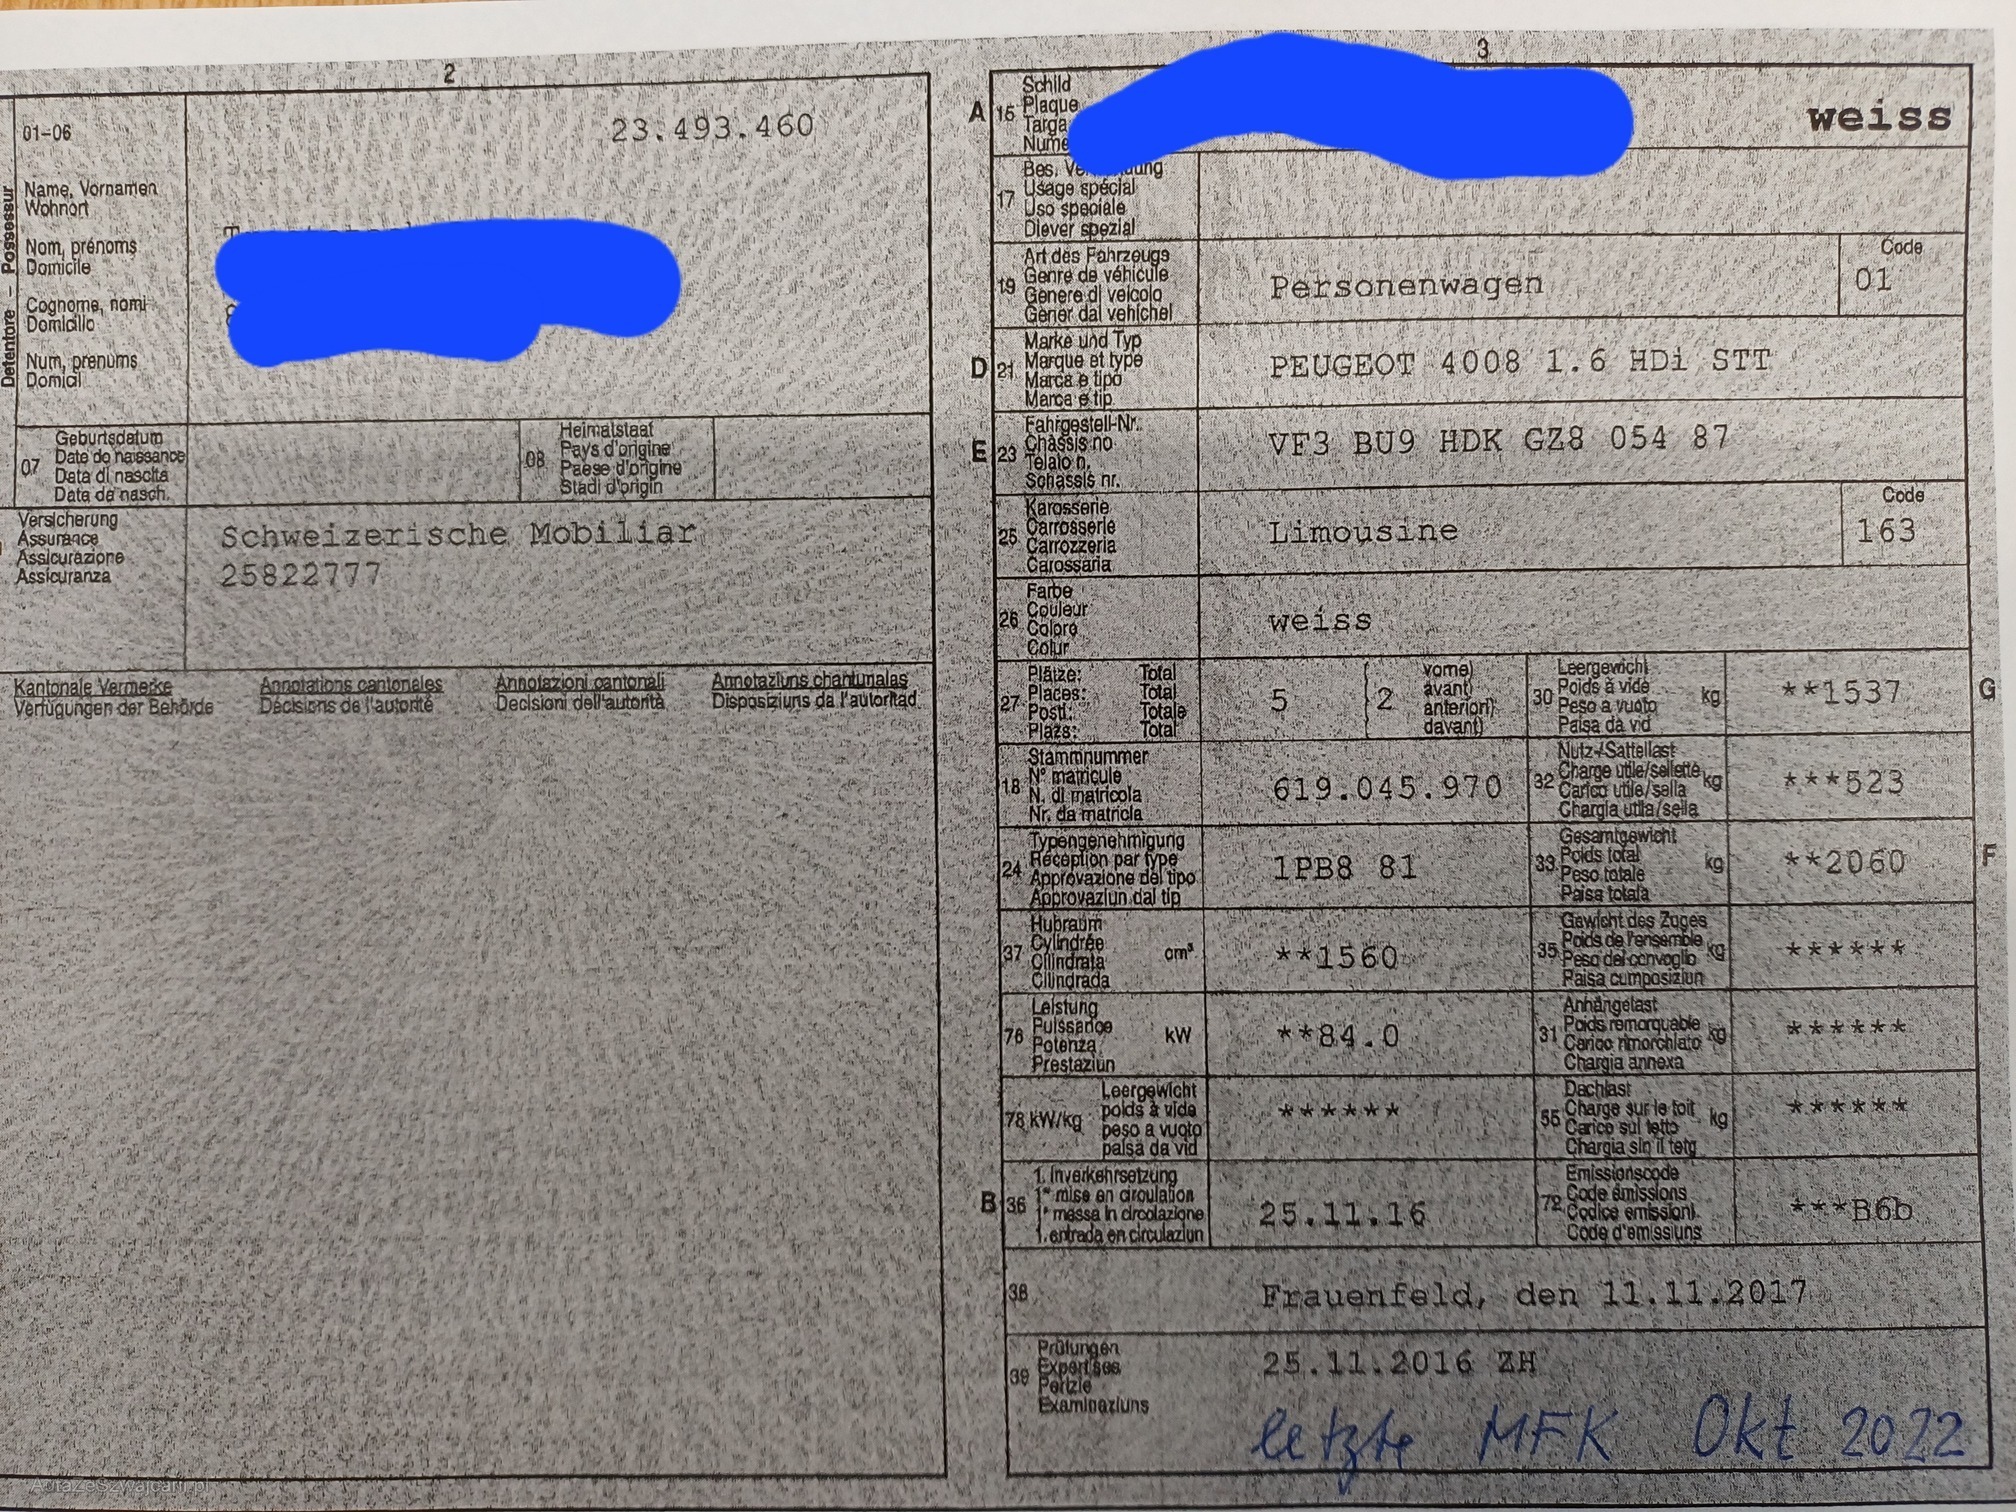 2
01-06
23.493.460
Detentore - Possessur
Name, Vornamen
Wohnort
Nom, prénoms
Domicile
Cognome, nomi
Domicilio
Num, prenums
Domicil
07
Geburtsdatum
Date de naissance
Data di nascita
Data da nasch.
08
Heimatstaat
Pays d'origine
Paese d'origine
Stadi d'origin
Versicherung
Assurance
Assicurazione
Assicuranza
Schweizerische Mobiliar
25822777
Kantonale Vermerke
Verfügungen der Behörde
Annotations cantonales
Décisions de l'autorité
Annotazioni cantonali
Decisioni dell'autorità
Annotaziuns chantunalas
Disposiziuns da l'autoritad
3
A
15
Schild
Plaque
Targa
weiss
17
Bes.
Usage spécial
Uso speciale
Diever spezial
19
Art des Fahrzeugs
Genre de véhicule
Genere di veicolo
Gener dal vehichel
Personenwagen
Code
01
D
21
Marke und Typ
Marque et type
Marca e tipo
Marca e tip
PEUGEOT 4008 1.6 HDi STT
E
23
Fahrgestell-Nr.
Châssis no
Telaio n.
Schassis nr.
VF3 BU9 HDK GZ8 054 87
25
Karosserie
Carrosserie
Carrozzeria
Carossaria
Limousine
Code
163
26
Farbe
Couleur
Colore
Colur
weiss
27
Plätze: Total
Places: Total
Posti: Totale
Plazs: Total
5
{2
vorne)
avant)
anteriori)
davant)
30
Leergewicht
Poids à vide
Peso a vuoto
Paisa da vid
kg
**1537
G
18
Stammnummer
N° matricule
N. di matricola
Nr. da matricla
619.045.970
32
Nutz-/Sattellast
Charge utile/sellette
Carico utile/sella
Chargia utila/sella
kg
***523
24
Typengenehmigung
Réception par type
Approvazione del tipo
Approvaziun dal tip
1PB8 81
33
Gesamtgewicht
Poids total
Peso totale
Paisa totala
kg
**2060
F
37
Hubraum
Cylindrée
Cilindrata
Cilindrada
cm³
**1560
35
Gewicht des Zuges
Poids de l'ensemble
Peso del convoglio
Paisa cumposiziun
kg
******
76
Leistung
Puissance
Potenza
Prestaziun
kW
**84.0
31
Anhängelast
Poids remorquable
Carico rimorchiato
Chargia annexa
kg
******
78 kW/kg
Leergewicht
poids à vide
peso a vuoto
paisa da vid
******
55
Dachlast
Charge sur le toit
Carico sul tetto
Chargia sin il tetg
kg
******
B
36
1. Inverkehrsetzung
1re mise en circulation
1a messa in circolazione
1. entrada en circulaziun
25.11.16
72
Emissionscode
Code émissions
Codice emissioni
Code d'emissiuns
***B6b
38
Frauenfeld, den 11.11.2017
39
Prüfungen
Expertises
Perizie
Examinaziuns
25.11.2016 ZH
letzte MFK Okt 2022
AutaZeSzwajcarii.pl